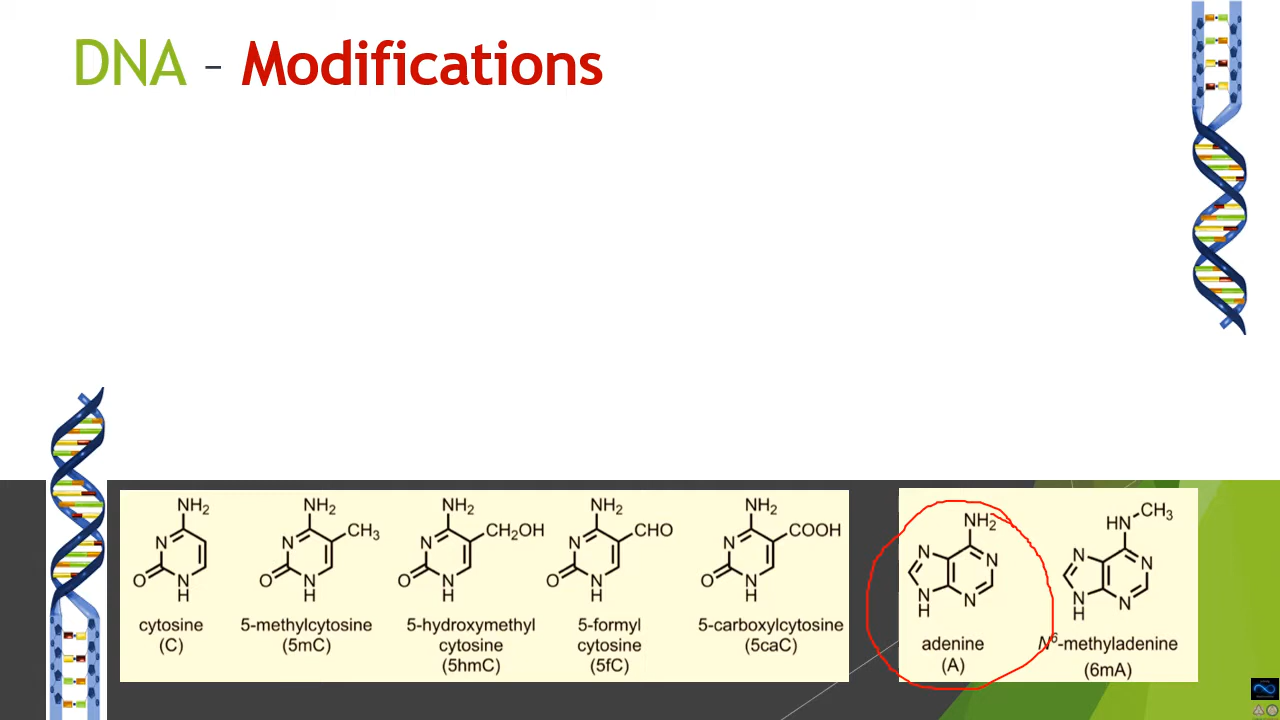 DNA – Modifications
NH2
N
O
N
H
cytosine
(C)
NH2
CH3
N
O
N
H
5-methylcytosine
(5mC)
NH2
CH2OH
N
O
N
H
5-hydroxymethyl
cytosine
(5hmC)
NH2
CHO
N
O
N
H
5-formyl
cytosine
(5fC)
NH2
COOH
N
O
N
H
5-carboxylcytosine
(5caC)
NH2
N
N
N
H
N
adenine
(A)
HN
CH3
N
N
N
H
N
N6-methyladenine
(6mA)